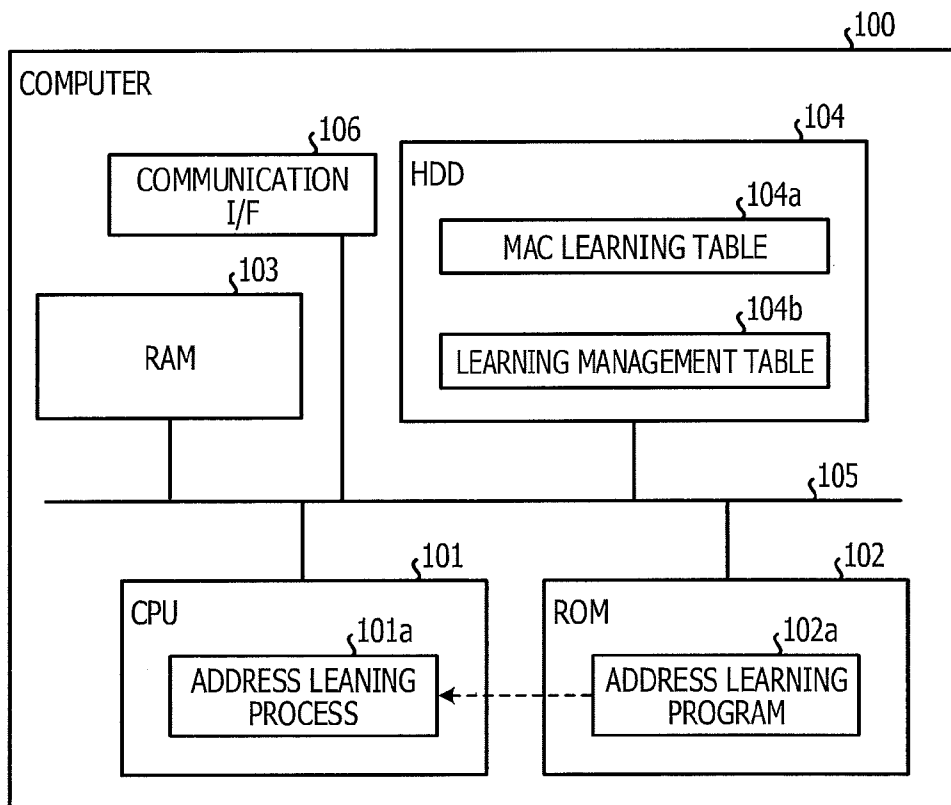 100
COMPUTER
106
COMMUNICATION
I/F
104
HDD
104a
MAC LEARNING TABLE
104b
LEARNING MANAGEMENT TABLE
103
RAM
105
101
CPU
101a
ADDRESS LEANING
PROCESS
102
ROM
102a
ADDRESS LEARNING
PROGRAM